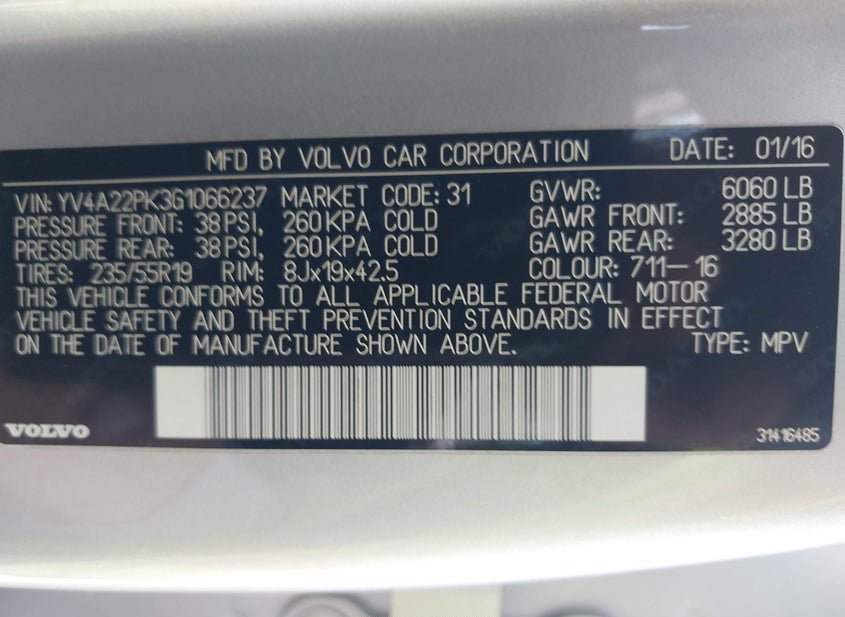 MFD BY VOLVO CAR CORPORATION DATE: 01/16
VIN: YV4A22PK3G1066237 MARKET CODE: 31 GVWR: 6060 LB
PRESSURE FRONT: 38 PSI, 260 KPA COLD GAWR FRONT: 2885 LB
PRESSURE REAR: 38 PSI, 260 KPA COLD GAWR REAR: 3280 LB
TIRES: 235/55R19 RIM: 8Jx19x42.5 COLOUR: 711-16
THIS VEHICLE CONFORMS TO ALL APPLICABLE FEDERAL MOTOR
VEHICLE SAFETY AND THEFT PREVENTION STANDARDS IN EFFECT
ON THE DATE OF MANUFACTURE SHOWN ABOVE. TYPE: MPV
VOLVO
31416485